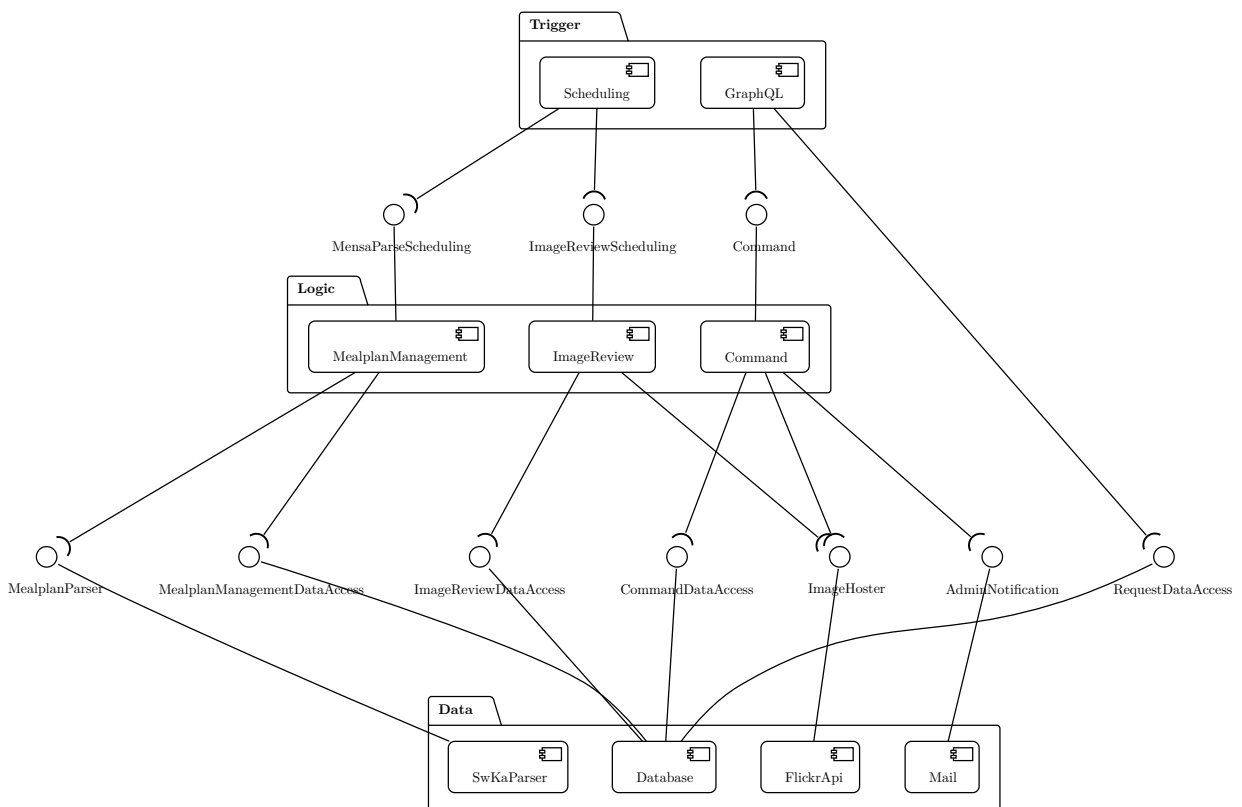 Trigger
Scheduling
GraphQL
MensaParseScheduling
ImageReviewScheduling
Command
Logic
MealplanManagement
ImageReview
Command
MealplanParser
MealplanManagementDataAccess
ImageReviewDataAccess
CommandDataAccess
ImageHoster
AdminNotification
RequestDataAccess
Data
SwKaParser
Database
FlickrApi
Mail